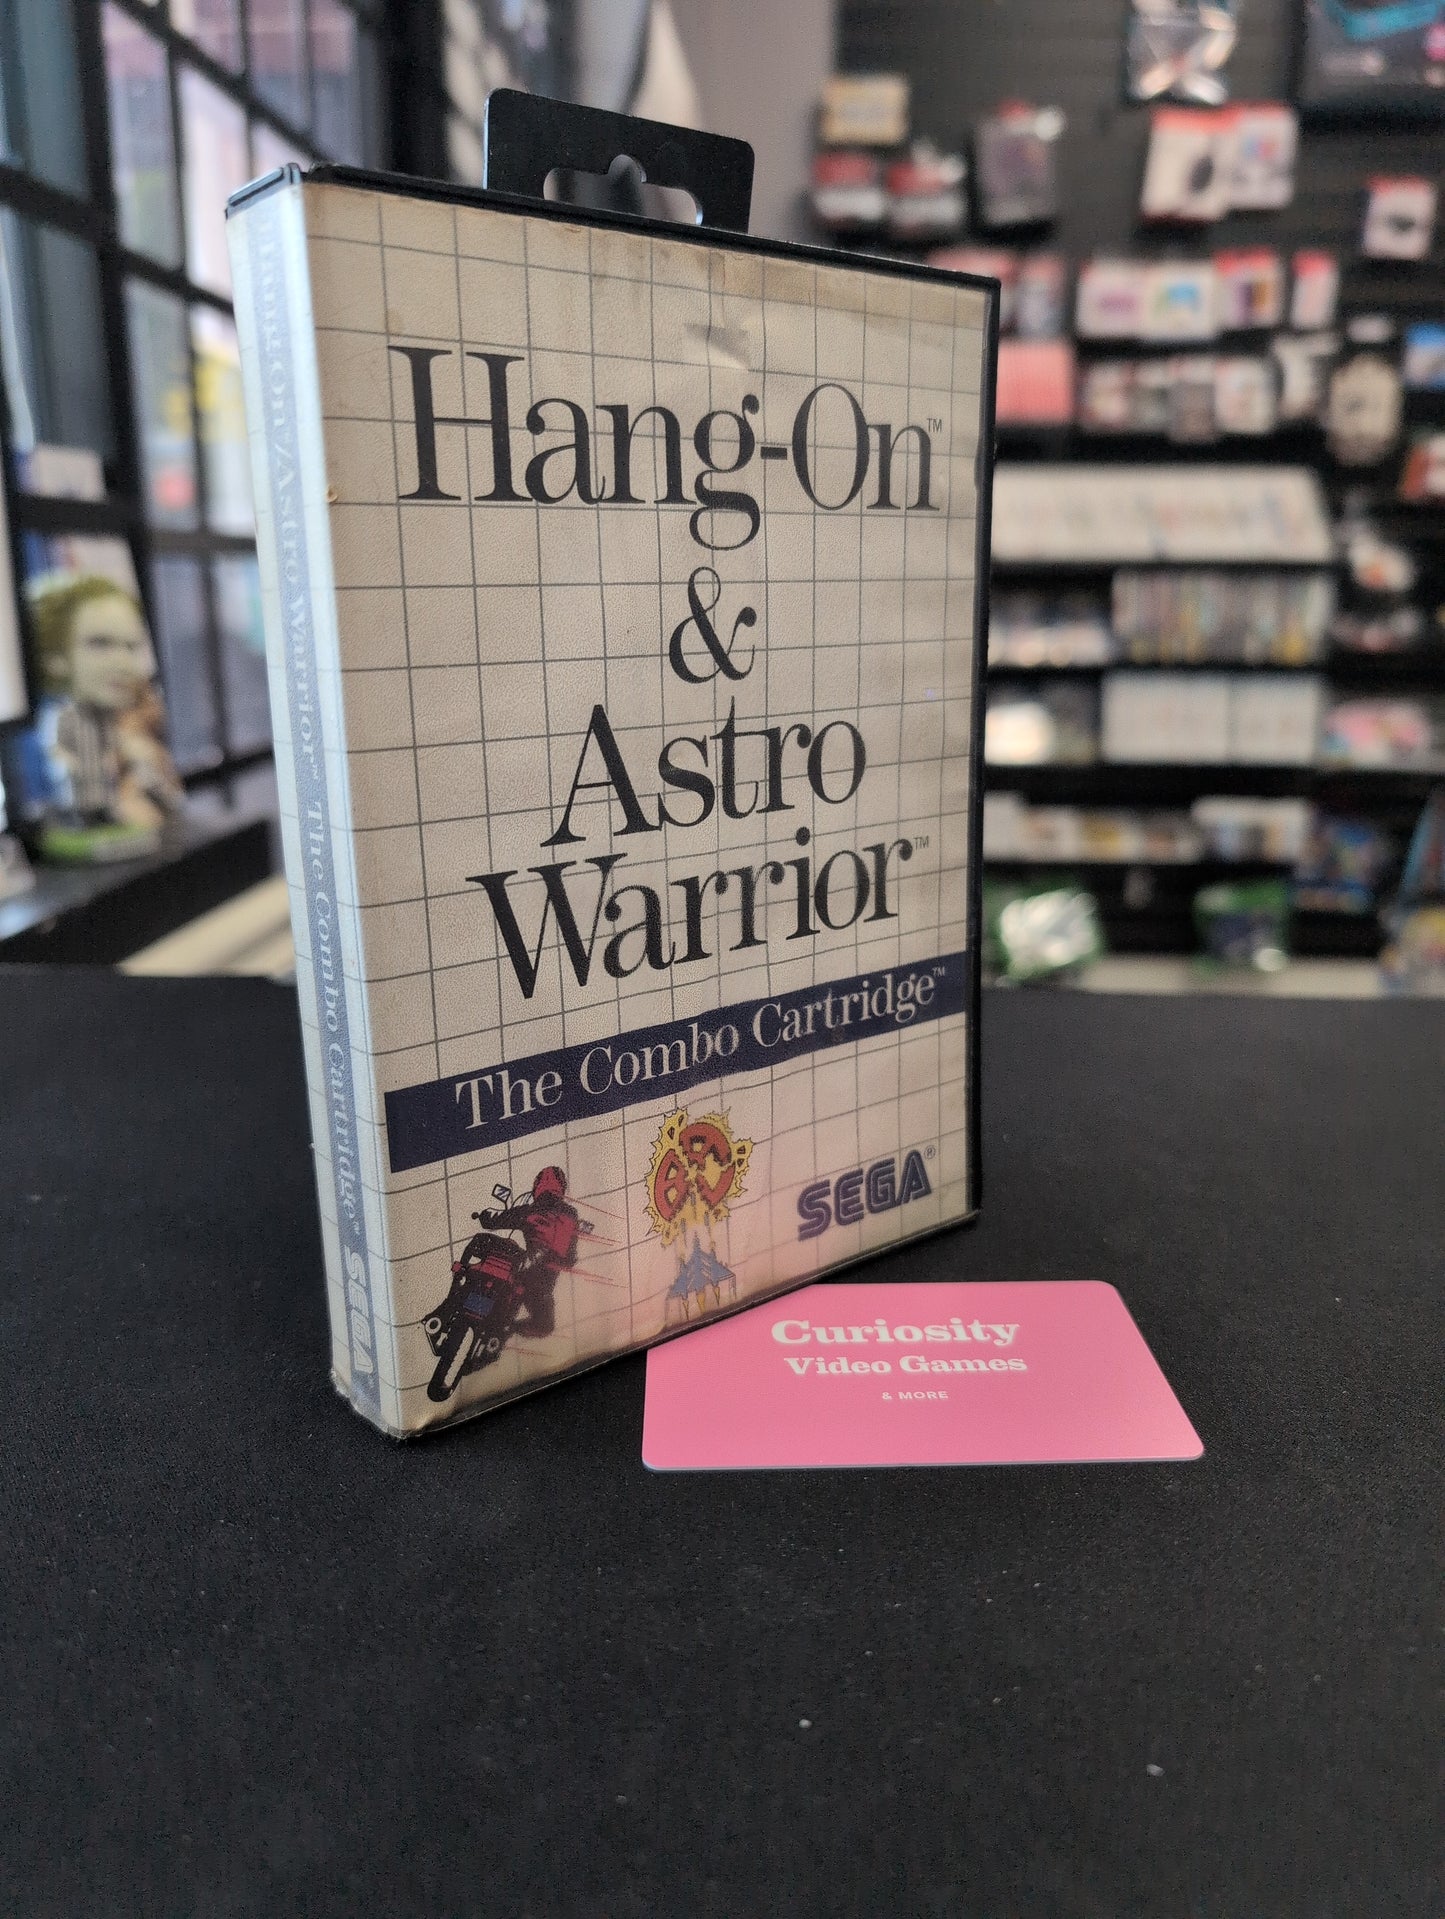 Hang-On™
&
Astro
Warrior™
The Combo Cartridge™
SEGA®
Hang On/Astro Warrior™ The Combo Cartridge™ SEGA
Curiosity
Video Games
& MORE